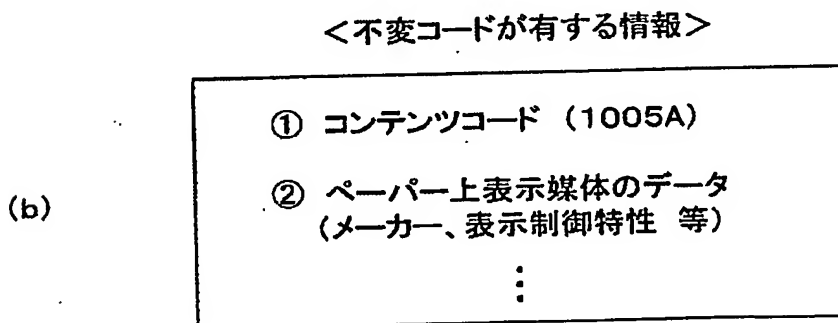 <不変コードが有する情報>
① コンテンツコード (1005A)
(b)
② ペーパー上表示媒体のデータ
(メーカー、表示制御特性 等)
⋮